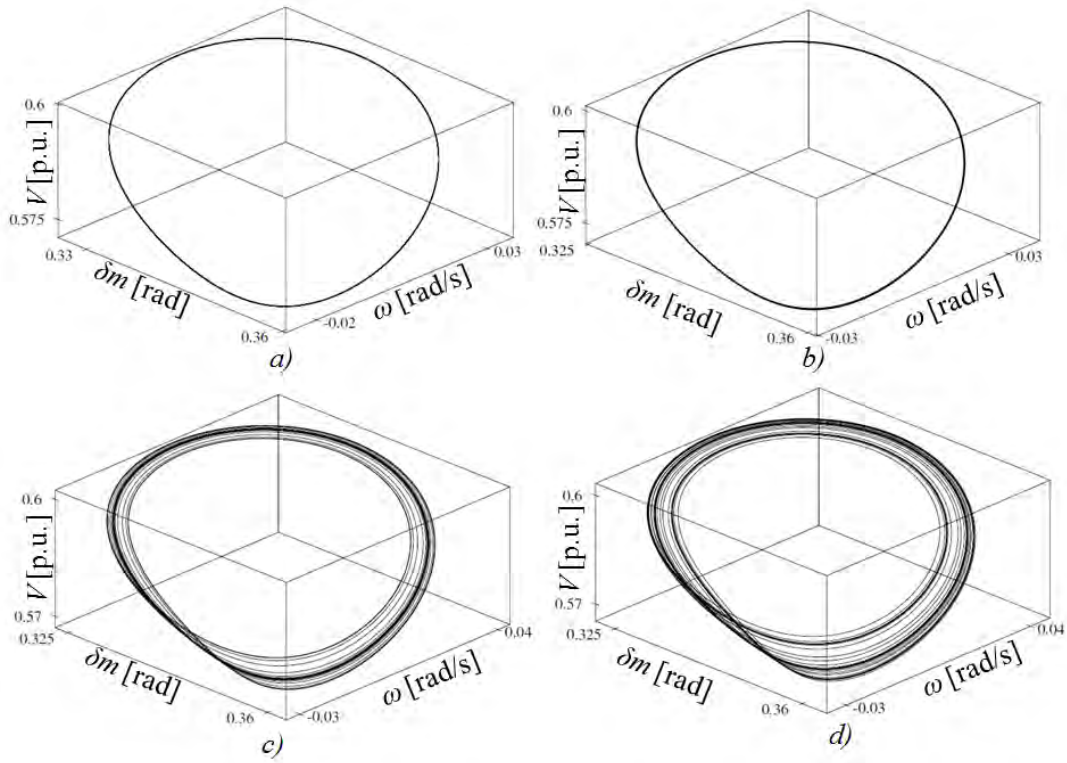 0.6
V [p.u.]
0.575
0.33
δm [rad]
0.36
-0.02
ω [rad/s]
0.03
a)
0.6
V [p.u.]
0.575
0.325
δm [rad]
0.36
-0.03
ω [rad/s]
0.03
b)
0.6
V [p.u.]
0.57
0.325
δm [rad]
0.36
-0.03
ω [rad/s]
0.04
c)
0.6
V [p.u.]
0.57
0.325
δm [rad]
0.36
-0.03
ω [rad/s]
0.04
d)